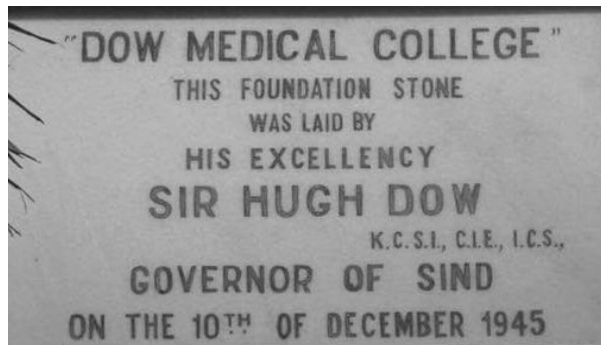 "DOW MEDICAL COLLEGE"
THIS FOUNDATION STONE
WAS LAID BY
HIS EXCELLENCY
SIR HUGH DOW
K.C.S.I., C.I.E., I.C.S.,
GOVERNOR OF SIND
ON THE 10TH OF DECEMBER 1945